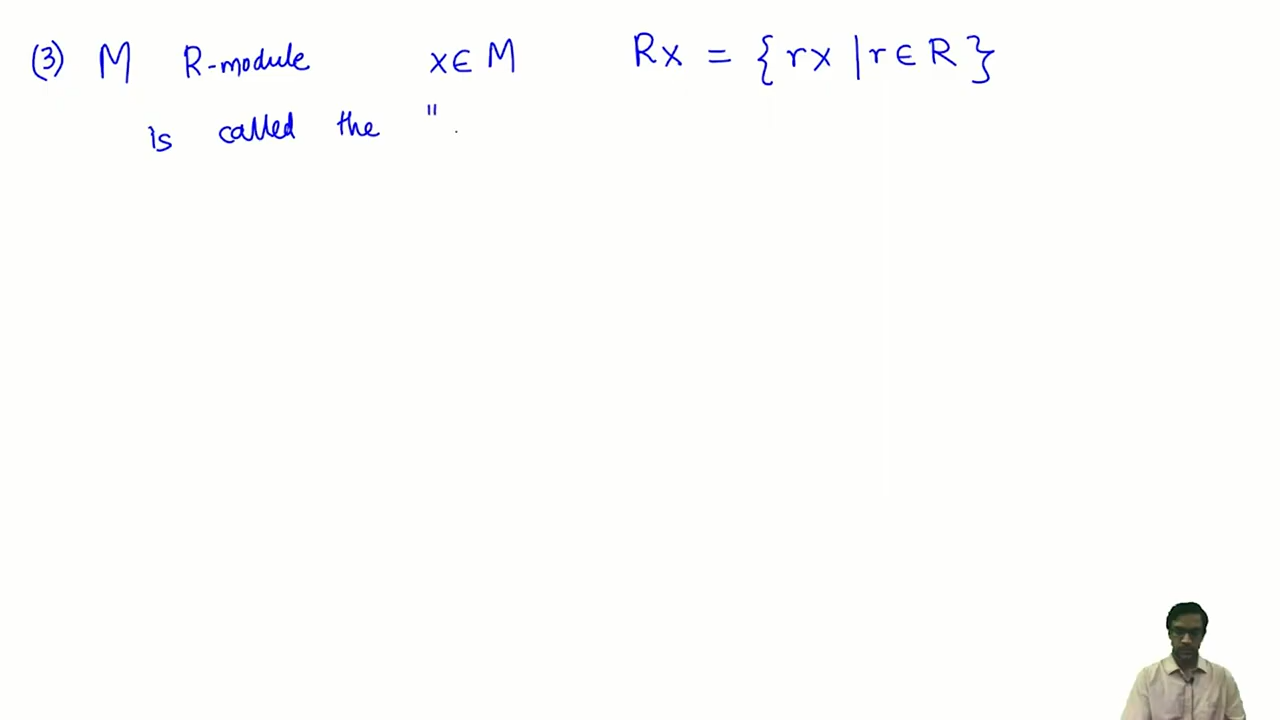 (3) M R-module x∈M Rx = {rx | r∈R}
is called the "